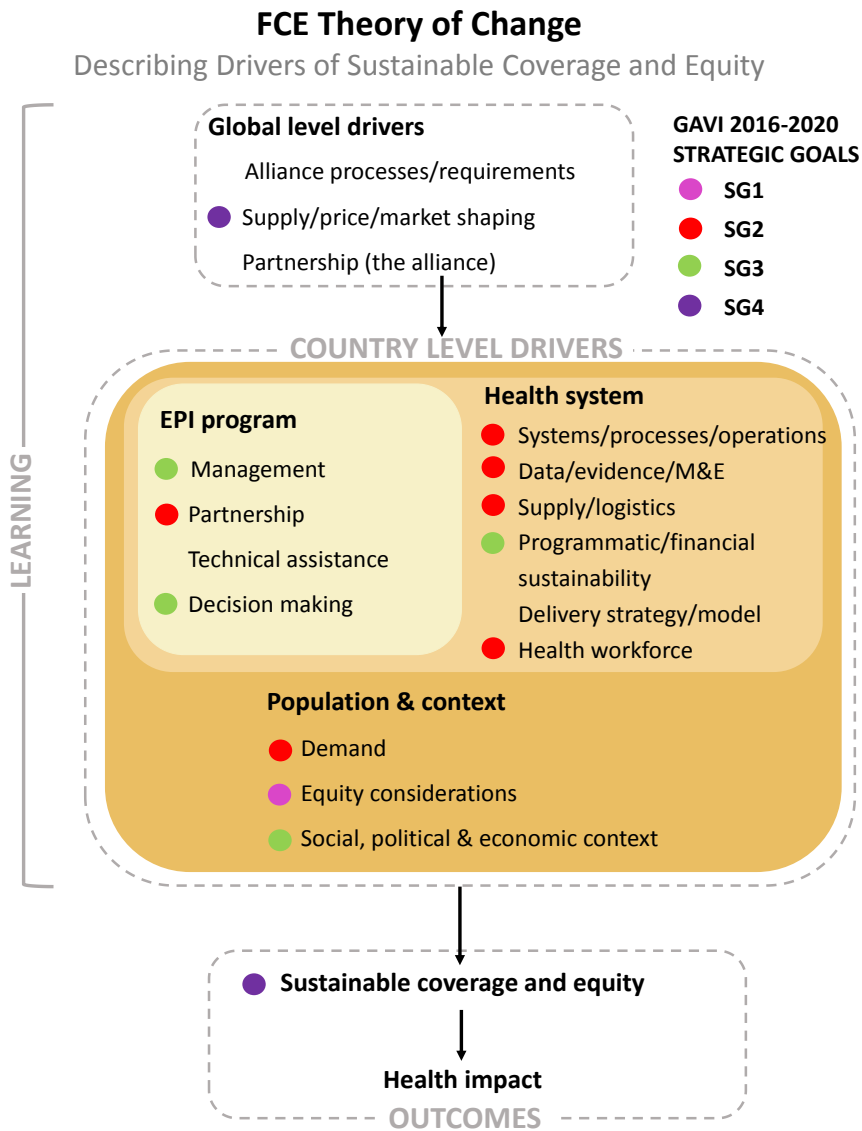 FCE Theory of Change
Describing Drivers of Sustainable Coverage and Equity
Global level drivers
Alliance processes/requirements
Supply/price/market shaping
Partnership (the alliance)
GAVI 2016-2020
STRATEGIC GOALS
SG1
SG2
SG3
SG4
LEARNING
COUNTRY LEVEL DRIVERS
EPI program
Management
Partnership
Technical assistance
Decision making
Health system
Systems/processes/operations
Data/evidence/M&E
Supply/logistics
Programmatic/financial
sustainability
Delivery strategy/model
Health workforce
Population & context
Demand
Equity considerations
Social, political & economic context
Sustainable coverage and equity
Health impact
OUTCOMES